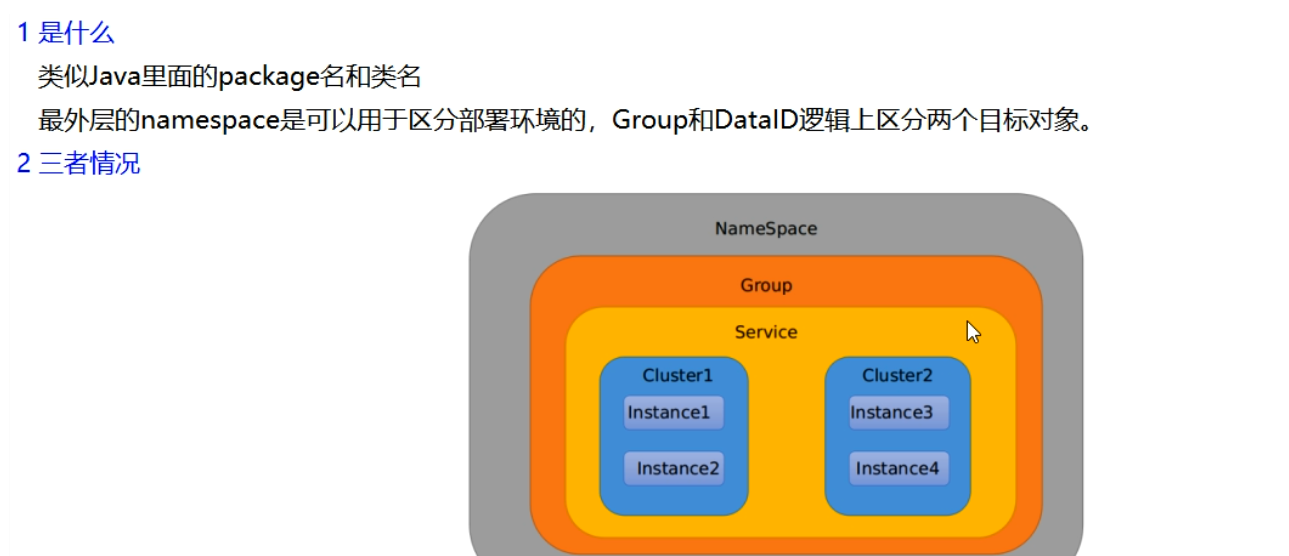 1 是什么
类似Java里面的package名和类名
最外层的namespace是可以用于区分部署环境的，Group和DataID逻辑上区分两个目标对象。
2 三者情况
NameSpace
Group
Service
Cluster1
Cluster2
Instance1
Instance3
Instance2
Instance4